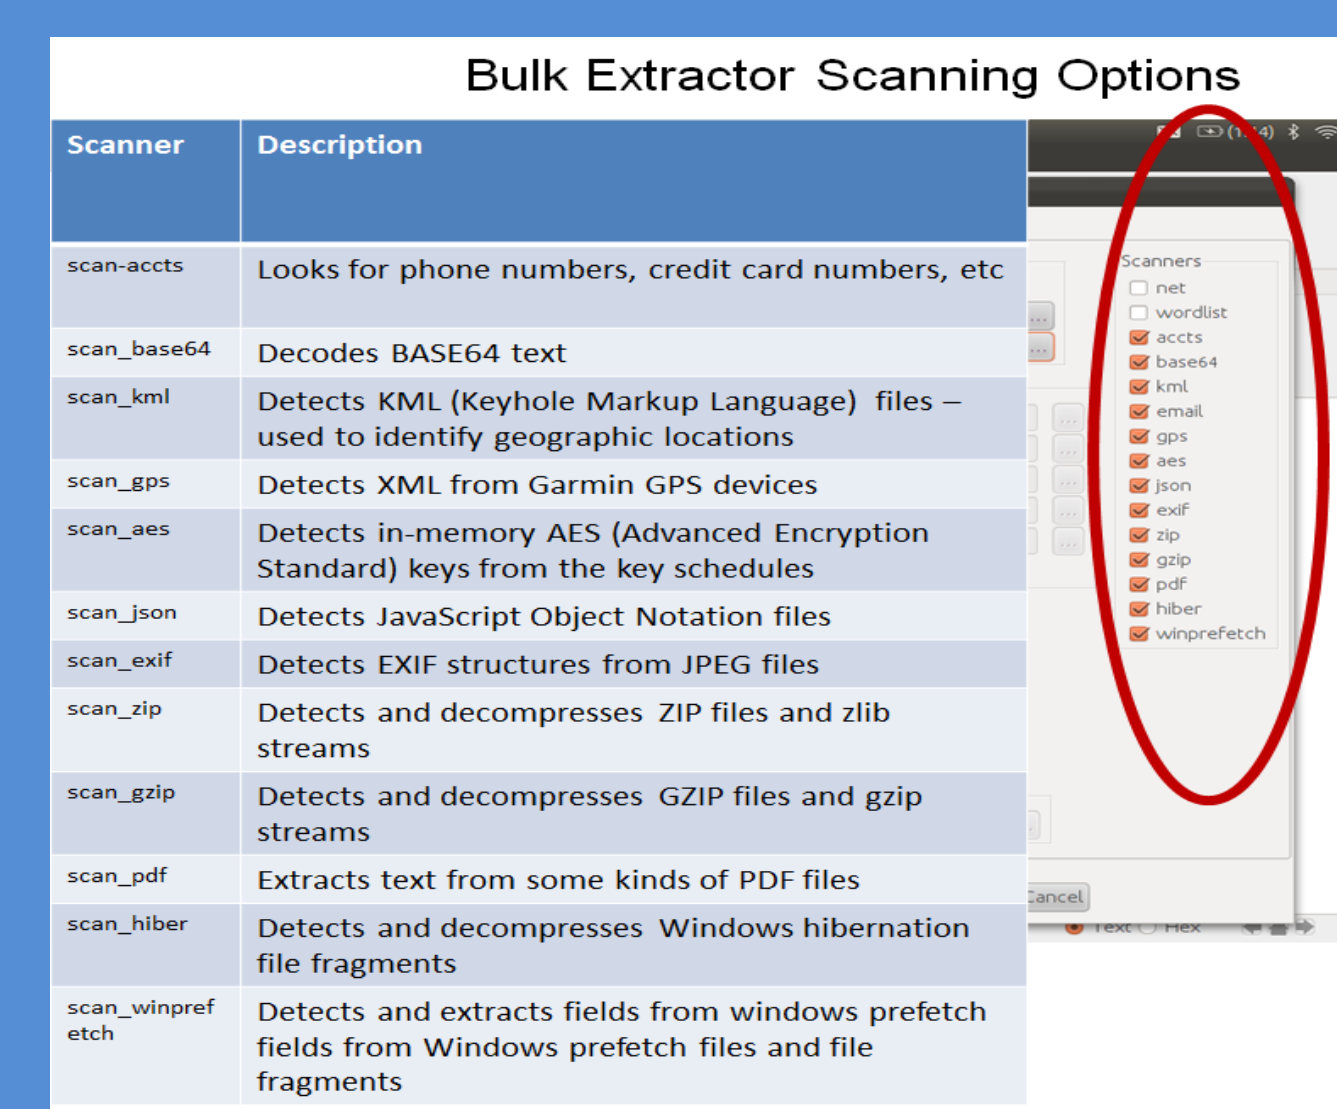 Bulk Extractor Scanning Options
Scanner
Description
scan-accts
Looks for phone numbers, credit card numbers, etc
scan_base64
Decodes BASE64 text
scan_kml
Detects KML (Keyhole Markup Language) files –
used to identify geographic locations
scan_gps
Detects XML from Garmin GPS devices
scan_aes
Detects in-memory AES (Advanced Encryption
Standard) keys from the key schedules
scan_json
Detects JavaScript Object Notation files
scan_exif
Detects EXIF structures from JPEG files
scan_zip
Detects and decompresses ZIP files and zlib
streams
scan_gzip
Detects and decompresses GZIP files and gzip
streams
scan_pdf
Extracts text from some kinds of PDF files
scan_hiber
Detects and decompresses Windows hibernation
file fragments
scan_winpref
etch
Detects and extracts fields from windows prefetch
fields from Windows prefetch files and file
fragments
Scanners
net
wordlist
accts
base64
kml
email
gps
aes
json
exif
zip
gzip
pdf
hiber
winprefetch
...
...
...
...
...
...
...
Cancel
Text
Hex